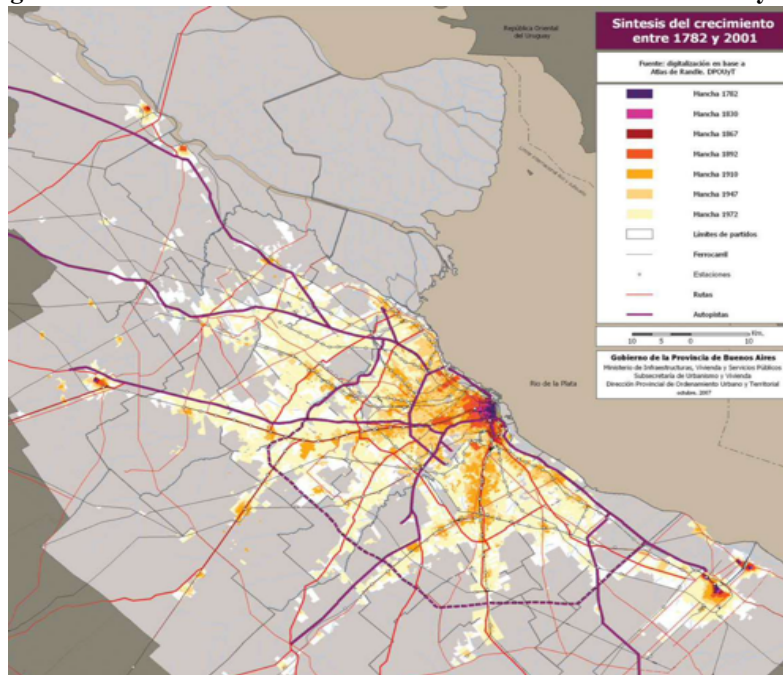 República Oriental
del Uruguay
Síntesis del crecimiento
entre 1782 y 2001
Fuente: digitalización en base a
Atlas de Randle. DPOUyT
Mancha 1782
Mancha 1830
Mancha 1867
Mancha 1892
Mancha 1910
Mancha 1947
Mancha 1972
Límites de partidos
Ferrocarril
Estaciones
Rutas
Autopistas
10 5 0 10 Km.
Gobierno de la Provincia de Buenos Aires
Ministerio de Infraestructuras, Vivienda y Servicios Públicos
Subsecretaría de Urbanismo y Vivienda
Dirección Provincial de Ordenamiento Urbano y Territorial
octubre, 2007
Río de la Plata